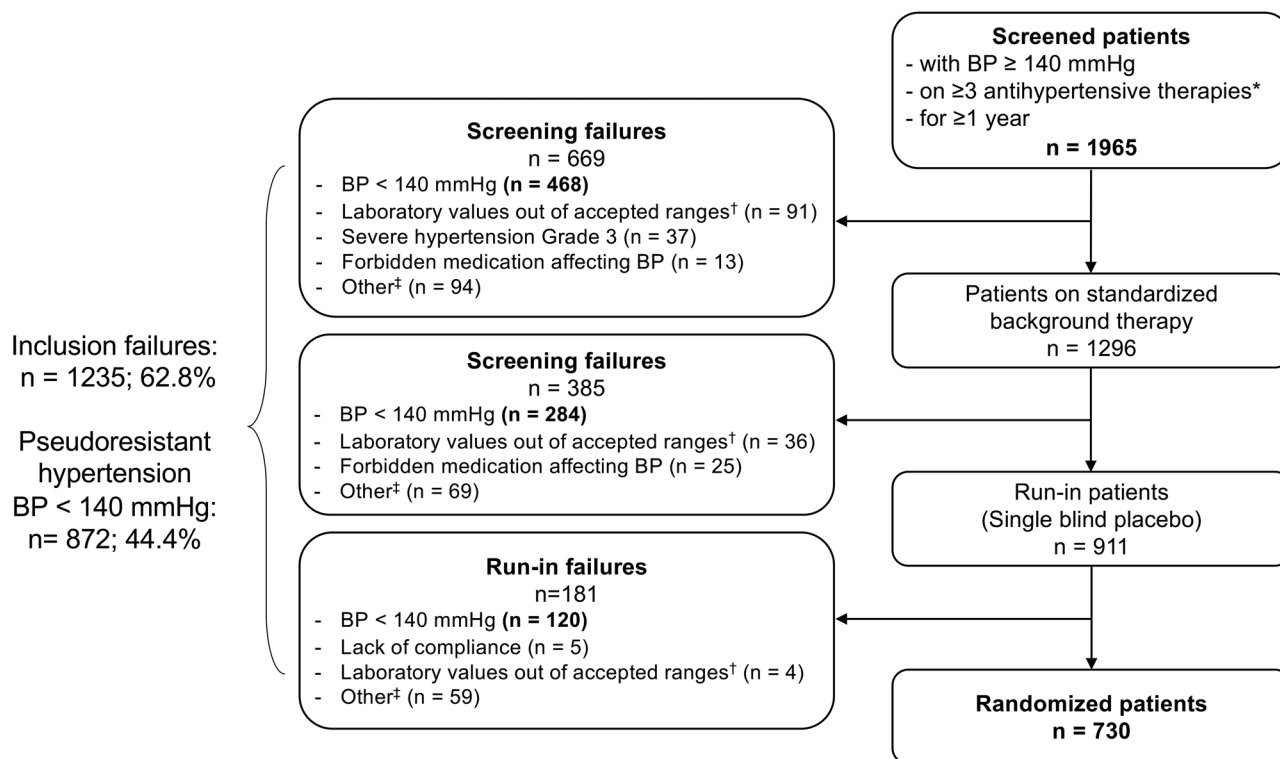 Screened patients
- with BP ≥ 140 mmHg
- on ≥3 antihypertensive therapies*
- for ≥1 year
n = 1965
Screening failures
n = 669
- BP < 140 mmHg (n = 468)
- Laboratory values out of accepted ranges† (n = 91)
- Severe hypertension Grade 3 (n = 37)
- Forbidden medication affecting BP (n = 13)
- Other‡ (n = 94)
Patients on standardized
background therapy
n = 1296
Inclusion failures:
n = 1235; 62.8%
Pseudoresistant
hypertension
BP < 140 mmHg:
n= 872; 44.4%
Screening failures
n = 385
- BP < 140 mmHg (n = 284)
- Laboratory values out of accepted ranges† (n = 36)
- Forbidden medication affecting BP (n = 25)
- Other‡ (n = 69)
Run-in patients
(Single blind placebo)
n = 911
Run-in failures
n=181
- BP < 140 mmHg (n = 120)
- Lack of compliance (n = 5)
- Laboratory values out of accepted ranges† (n = 4)
- Other‡ (n = 59)
Randomized patients
n = 730